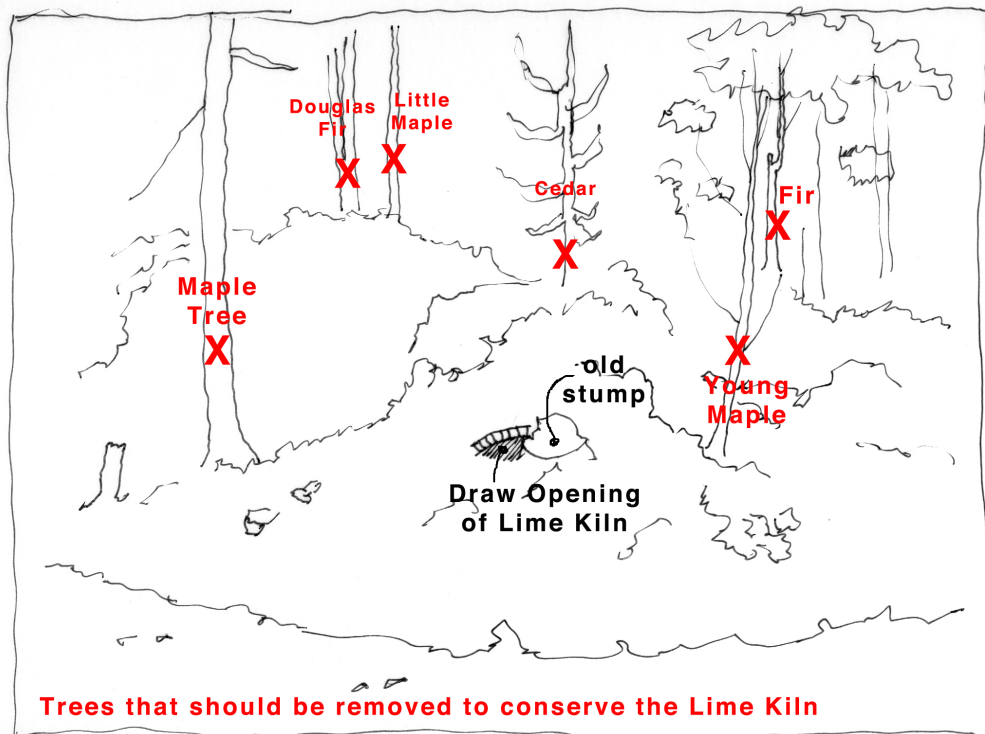 Douglas
Fir
Little
Maple
Cedar
Fir
Maple
Tree
old
stump
Young
Maple
Draw Opening
of Lime Kiln
Trees that should be removed to conserve the Lime Kiln